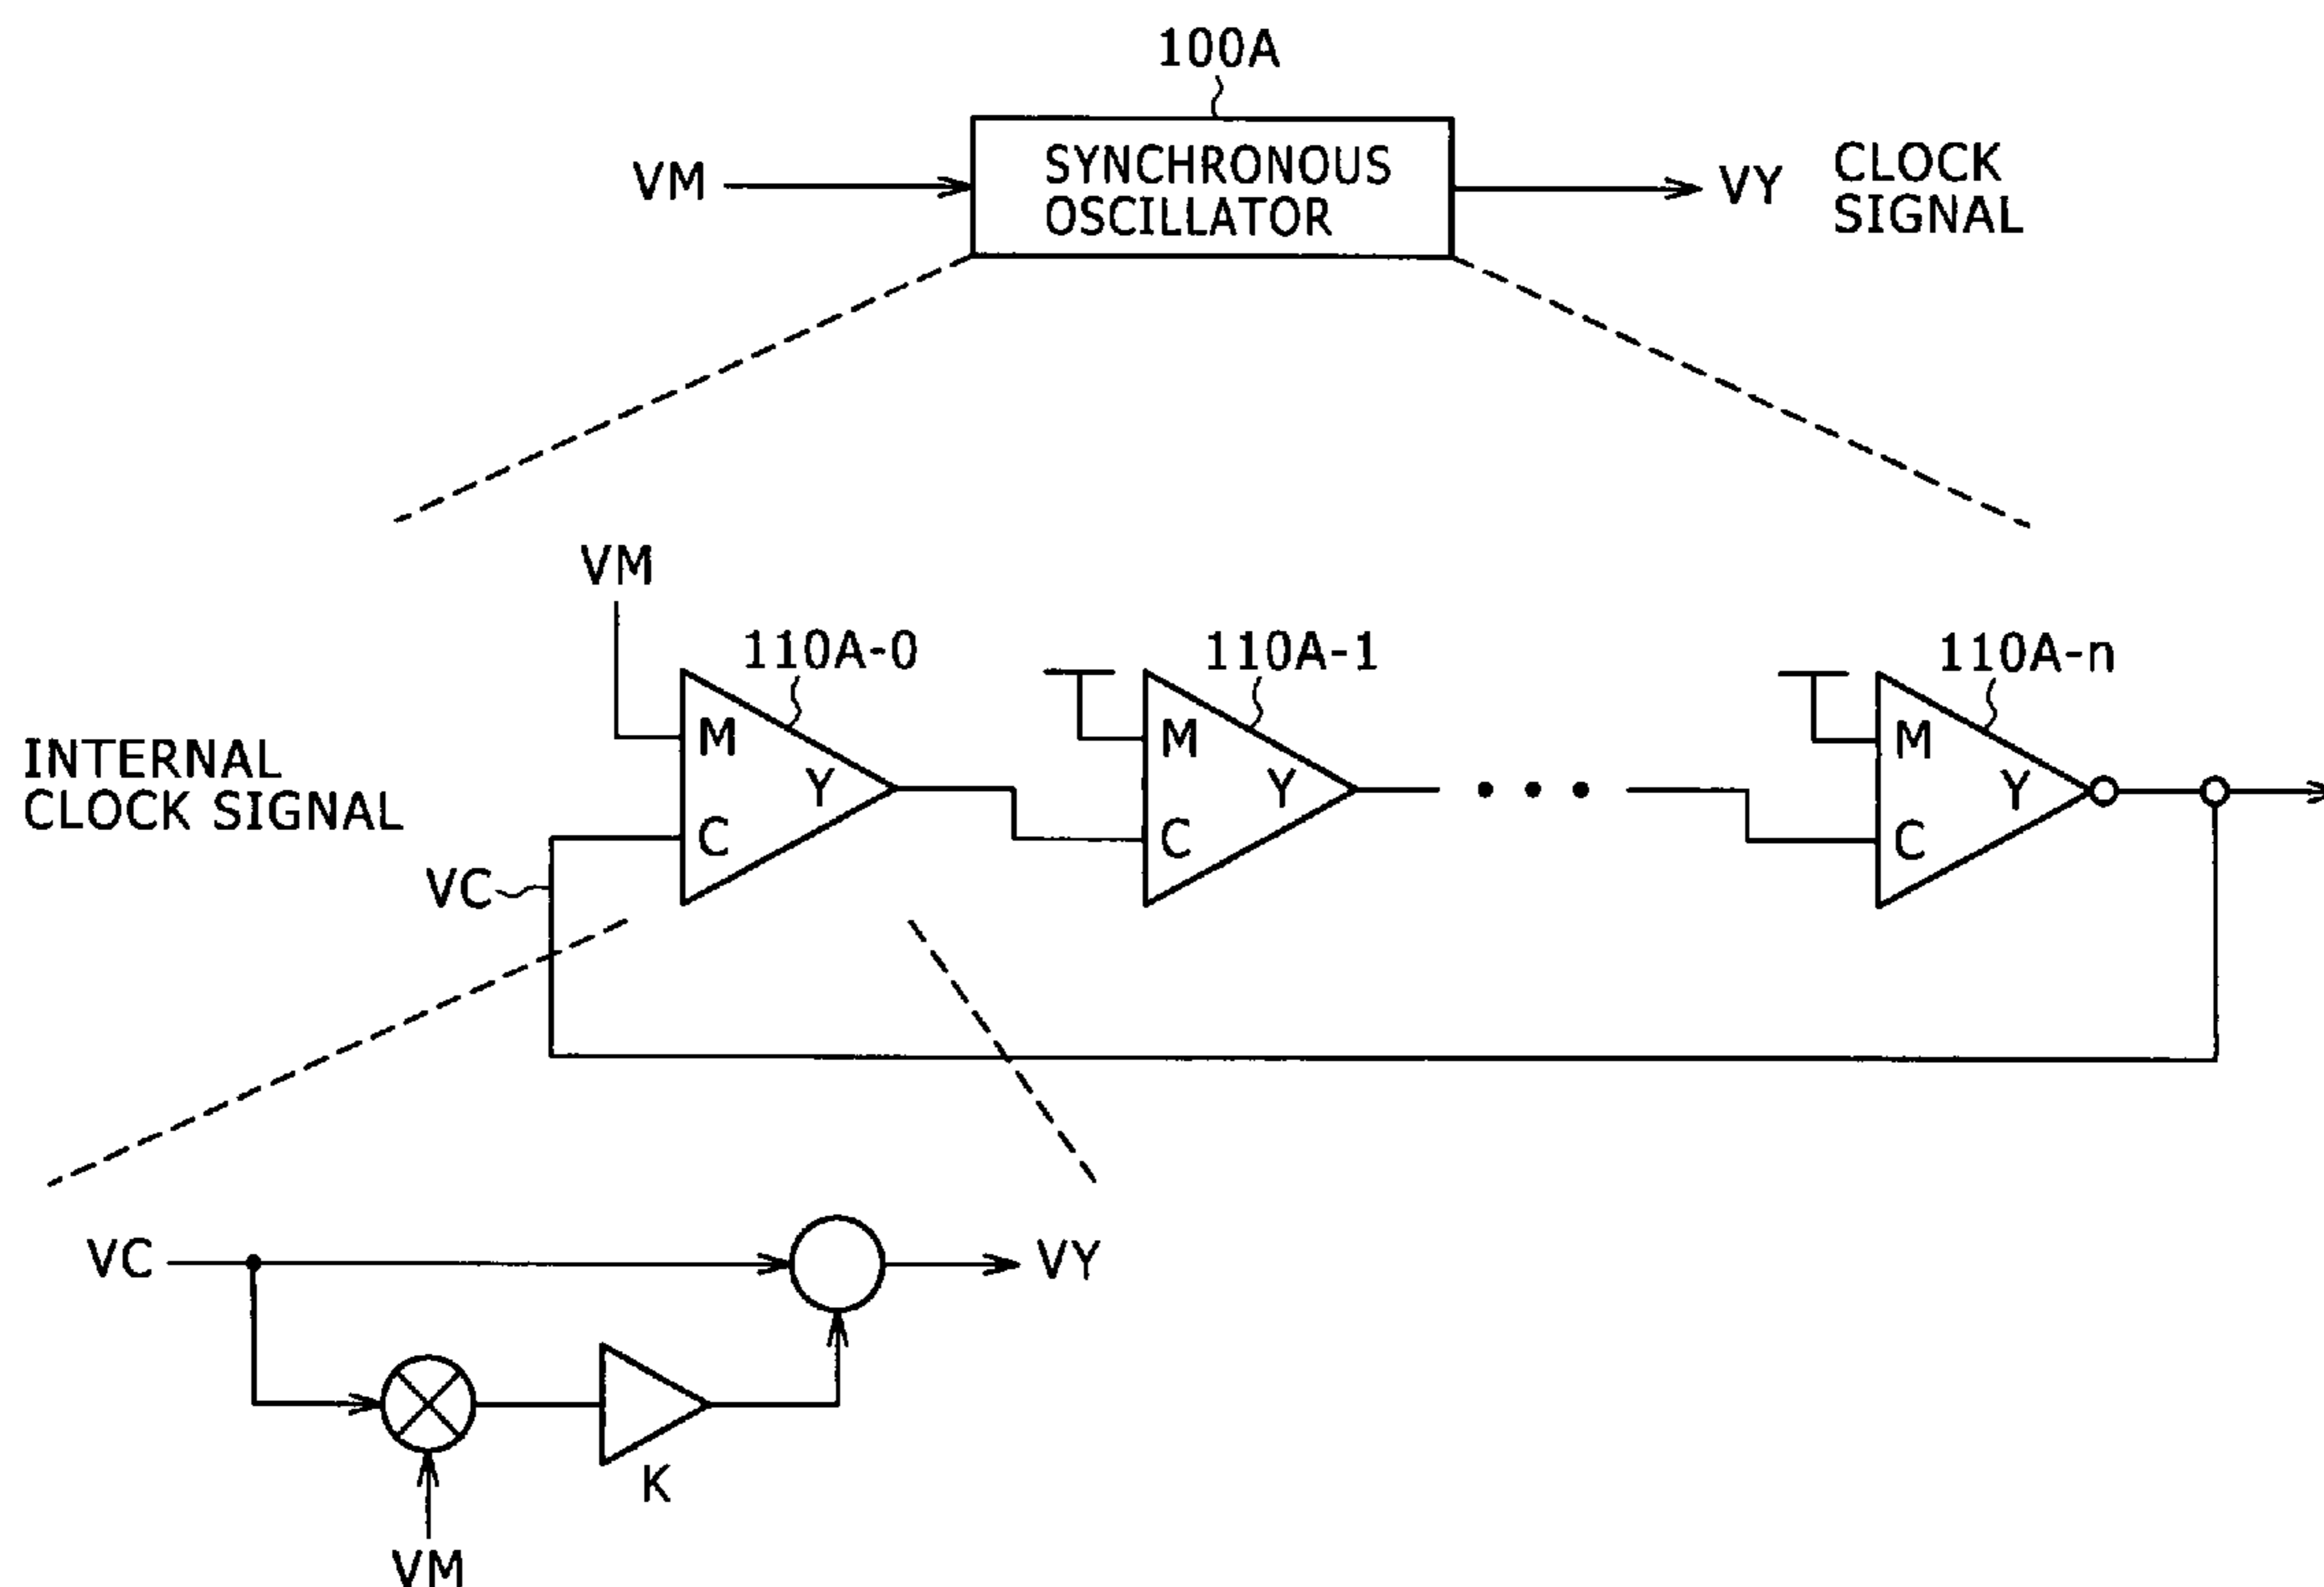 100A
VM
SYNCHRONOUS
OSCILLATOR
VY
CLOCK
SIGNAL
VM
110A-0
110A-1
110A-n
INTERNAL
CLOCK SIGNAL
M
Y
C
M
Y
C
M
Y
C
VC
VC
VY
K
VM